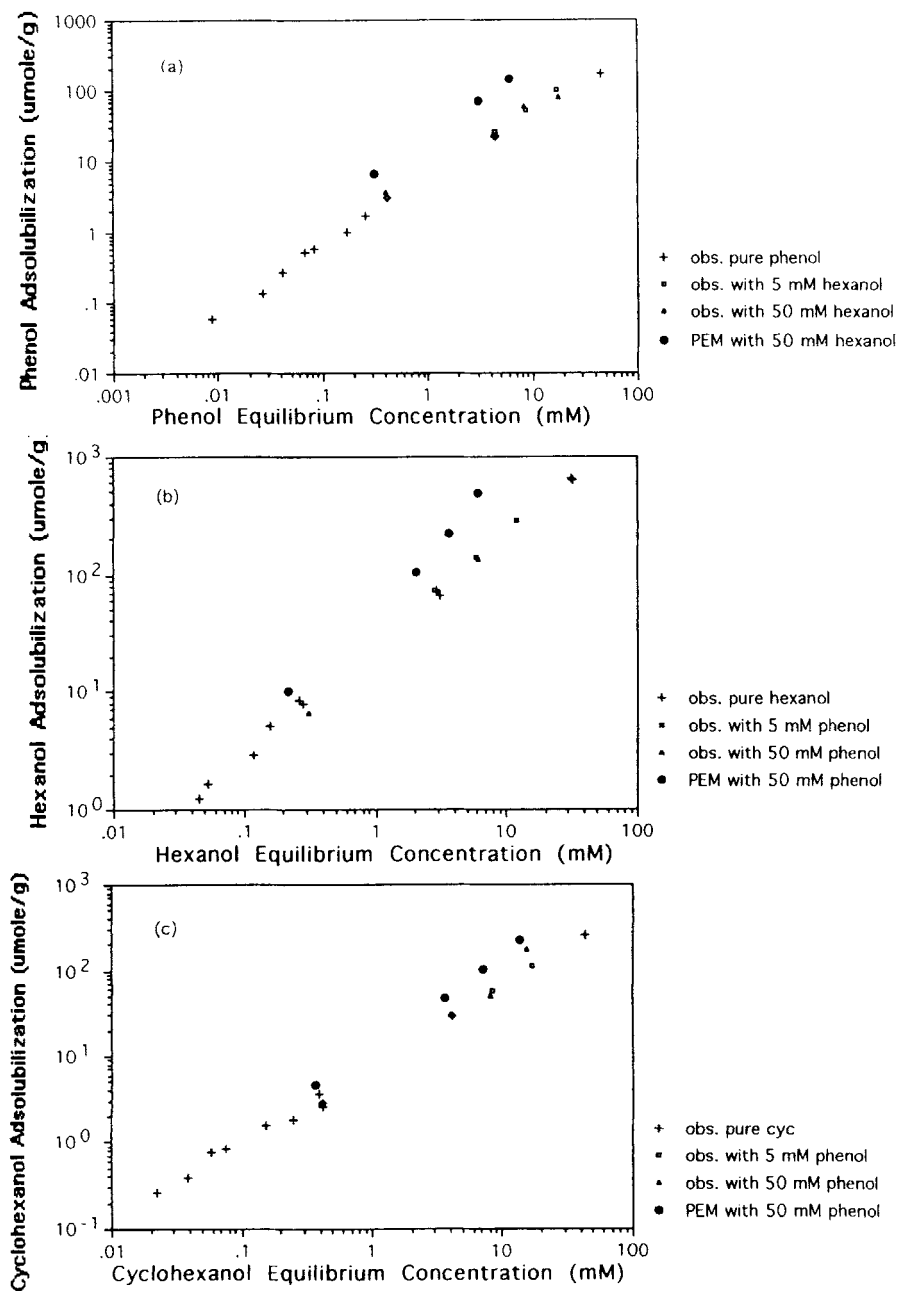 1000
100
10
1
.1
.01
Phenol Adsolubilization (umole/g)
(a)
.001
.01
.1
1
10
100
Phenol Equilibrium Concentration (mM)
+ obs. pure phenol
obs. with 5 mM hexanol
obs. with 50 mM hexanol
PEM with 50 mM hexanol
10³
10²
10¹
10⁰
Hexanol Adsolubilization (umole/g)
(b)
.01
.1
1
10
100
Hexanol Equilibrium Concentration (mM)
+ obs. pure hexanol
obs. with 5 mM phenol
obs. with 50 mM phenol
PEM with 50 mM phenol
10³
10²
10¹
10⁰
10⁻¹
Cyclohexanol Adsolubilization (umole/g)
(c)
.01
.1
1
10
100
Cyclohexanol Equilibrium Concentration (mM)
+ obs. pure cyc
obs. with 5 mM phenol
obs. with 50 mM phenol
PEM with 50 mM phenol